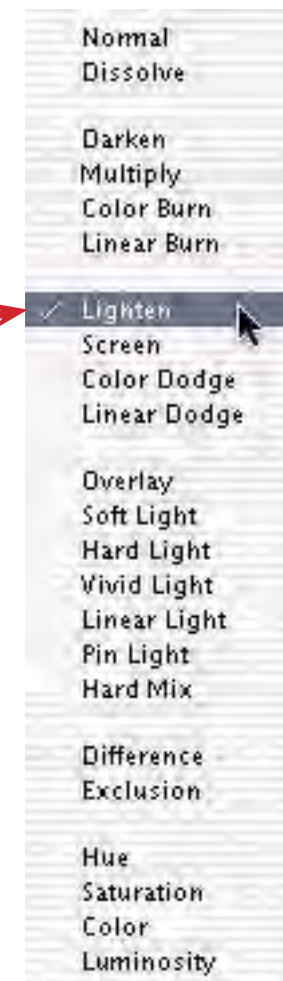 Normal
Dissolve
Darken
Multiply
Color Burn
Linear Burn
Lighten
Screen
Color Dodge
Linear Dodge
Overlay
Soft Light
Hard Light
Vivid Light
Linear Light
Pin Light
Hard Mix
Difference
Exclusion
Hue
Saturation
Color
Luminosity